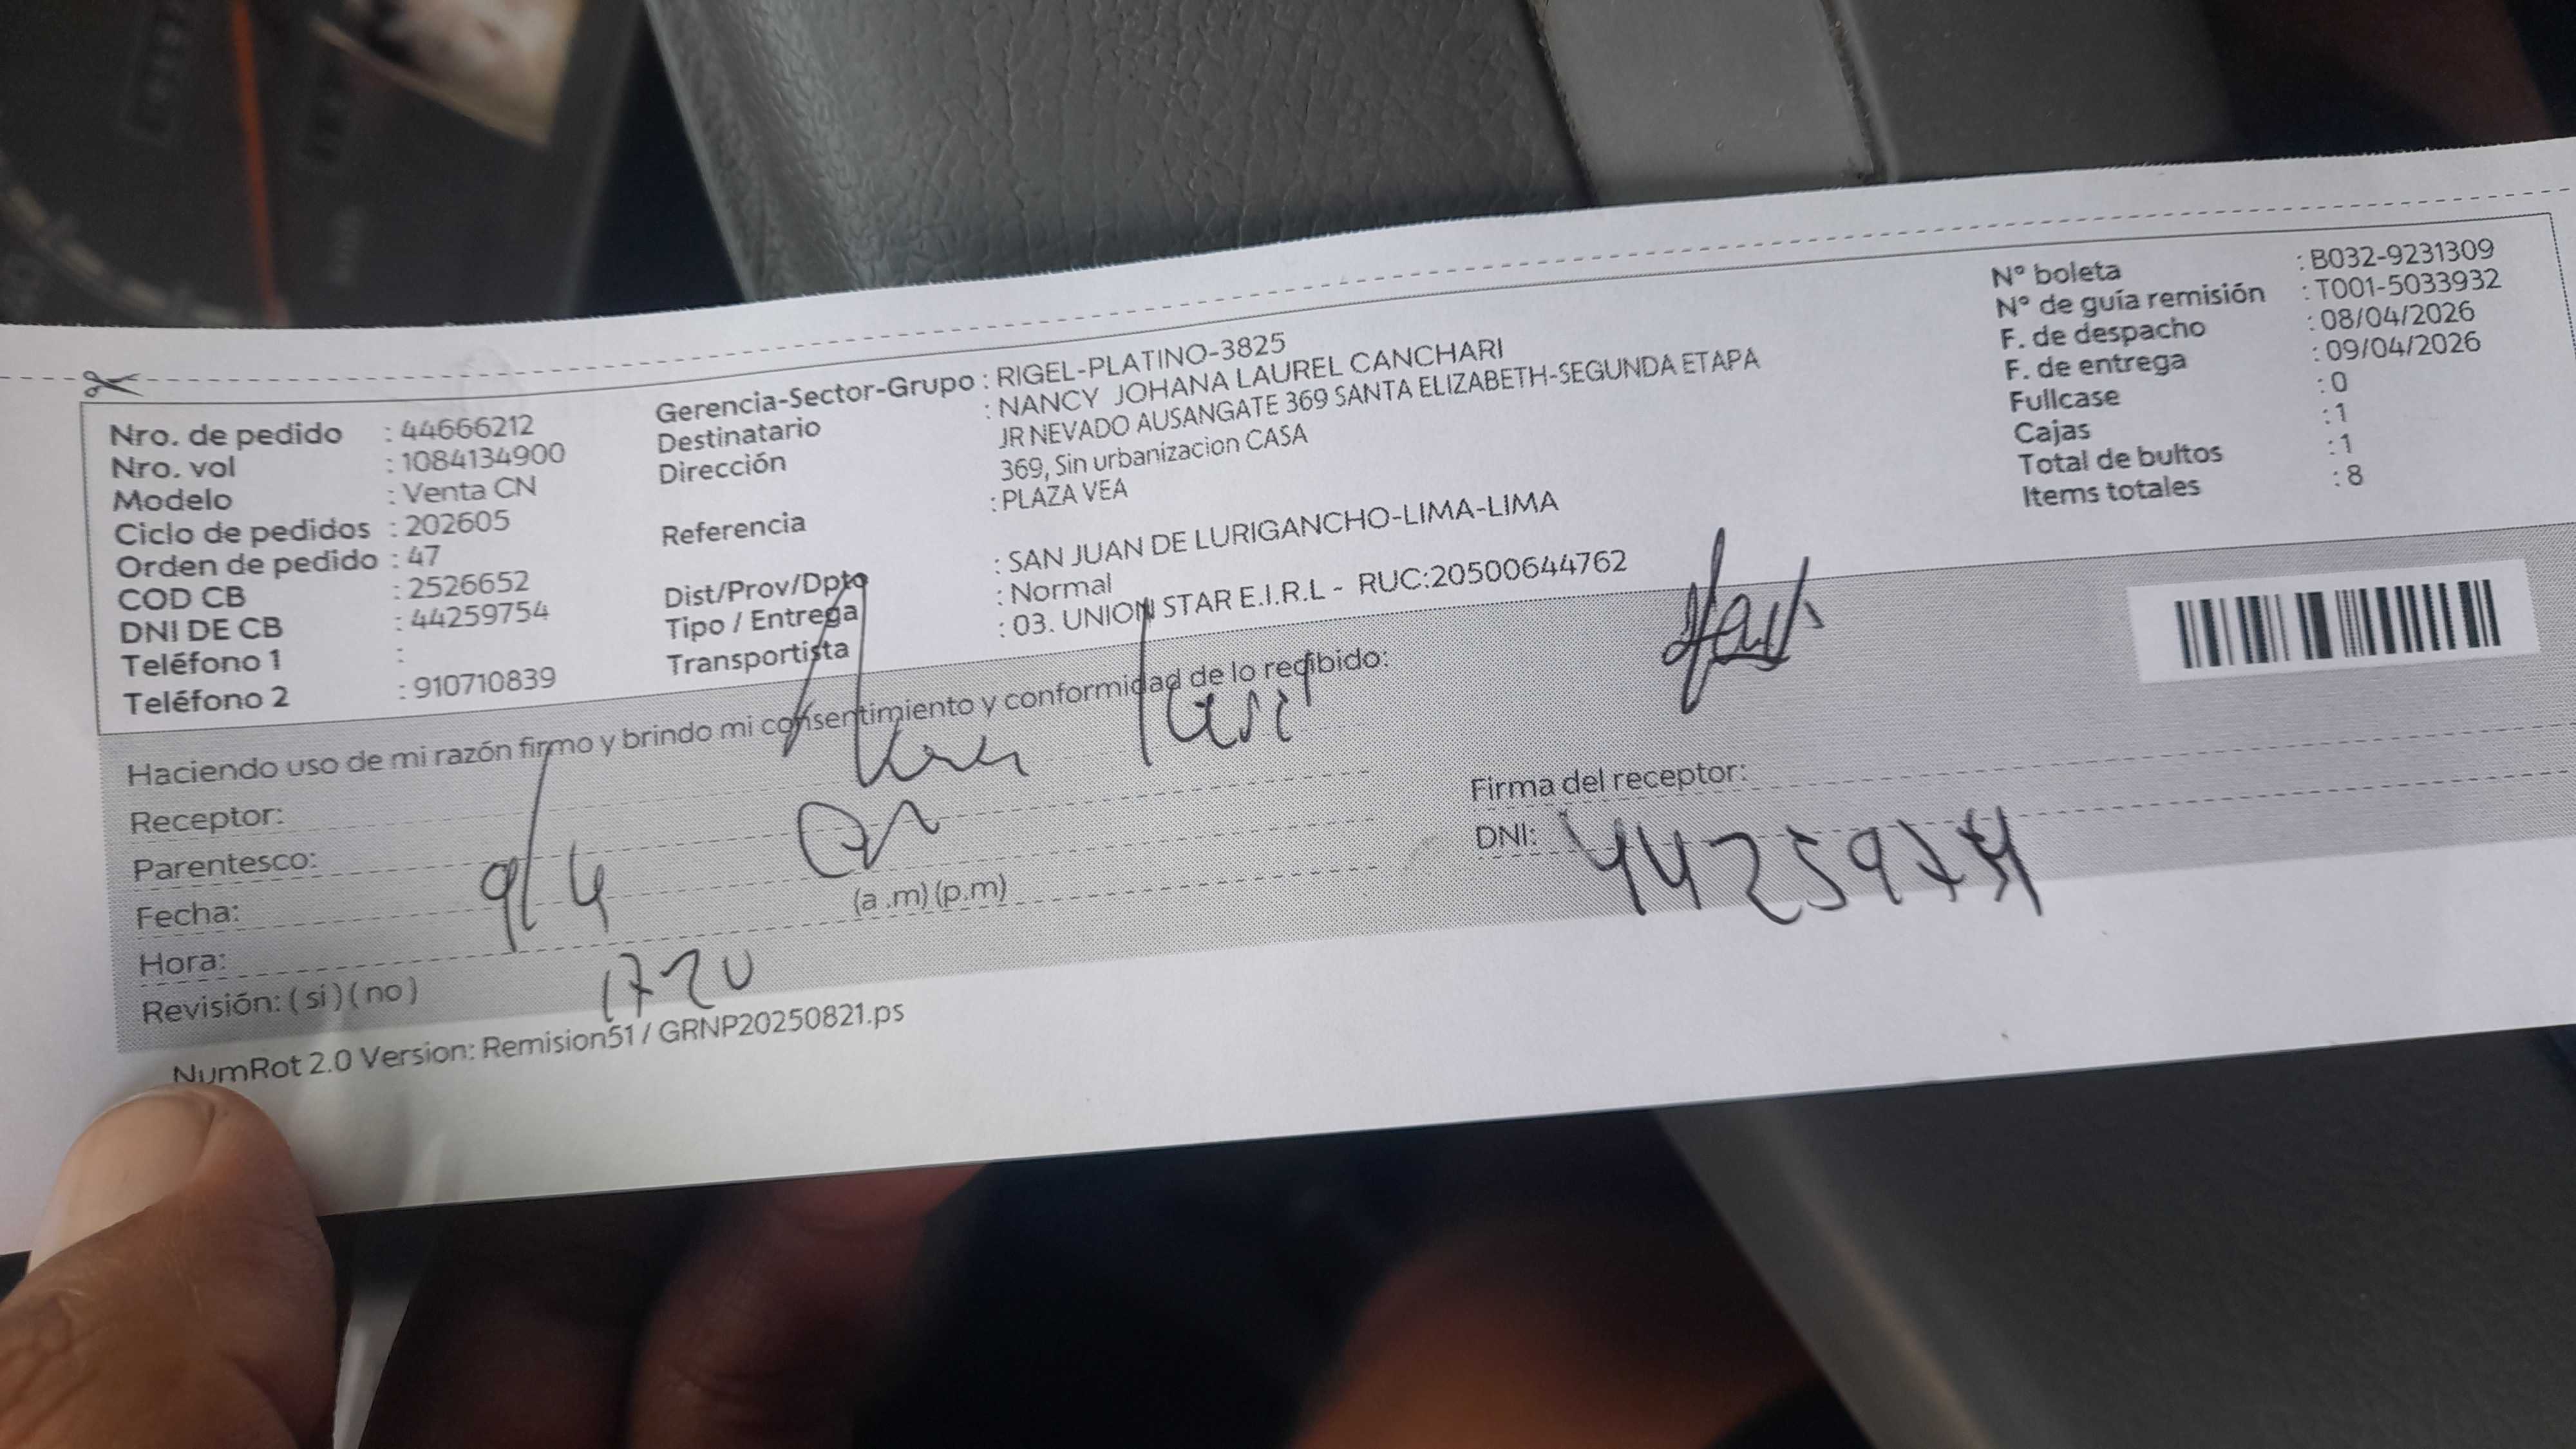 Nro. de pedido : 44666212
Nro. vol : 1084134900
Modelo : Venta CN
Ciclo de pedidos : 202605
Orden de pedido : 47
COD CB : 2526652
DNI DE CB : 44259754
Teléfono 1 :
Teléfono 2 : 910710839
Gerencia-Sector-Grupo : RIGEL-PLATINO-3825
Destinatario : NANCY JOHANA LAUREL CANCHARI
Dirección JR NEVADO AUSANGATE 369 SANTA ELIZABETH-SEGUNDA ETAPA
369, Sin urbanizacion CASA
Referencia : PLAZA VEA
Dist/Prov/Dpto : SAN JUAN DE LURIGANCHO-LIMA-LIMA
Tipo / Entrega : Normal
Transportista : 03. UNION STAR E.I.R.L - RUC:20500644762
N° boleta : B032-9231309
N° de guía remisión : T001-5033932
F. de despacho : 08/04/2026
F. de entrega : 09/04/2026
Fullcase : 0
Cajas : 1
Total de bultos : 1
Items totales : 8
Haciendo uso de mi razón firmo y brindo mi consentimiento y conformidad de lo recibido:
Receptor:
Parentesco:
Fecha: 9/4
Hora: 1720 (a .m) (p.m)
Revisión: ( si ) ( no )
Firma del receptor:
DNI: 44259754
NumRot 2.0 Version: Remision51 / GRNP20250821.ps